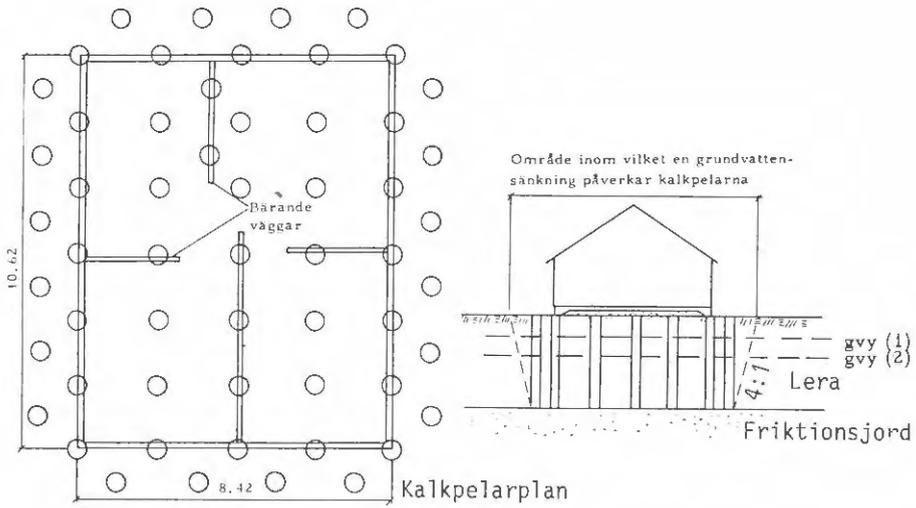 Område inom vilket en grundvatten-
sänkning påverkar kalkpelarna
Bärande
väggar
10.62
8.42
Kalkpelarplan
gvy (1)
gvy (2)
4:1
Lera
Friktionsjord